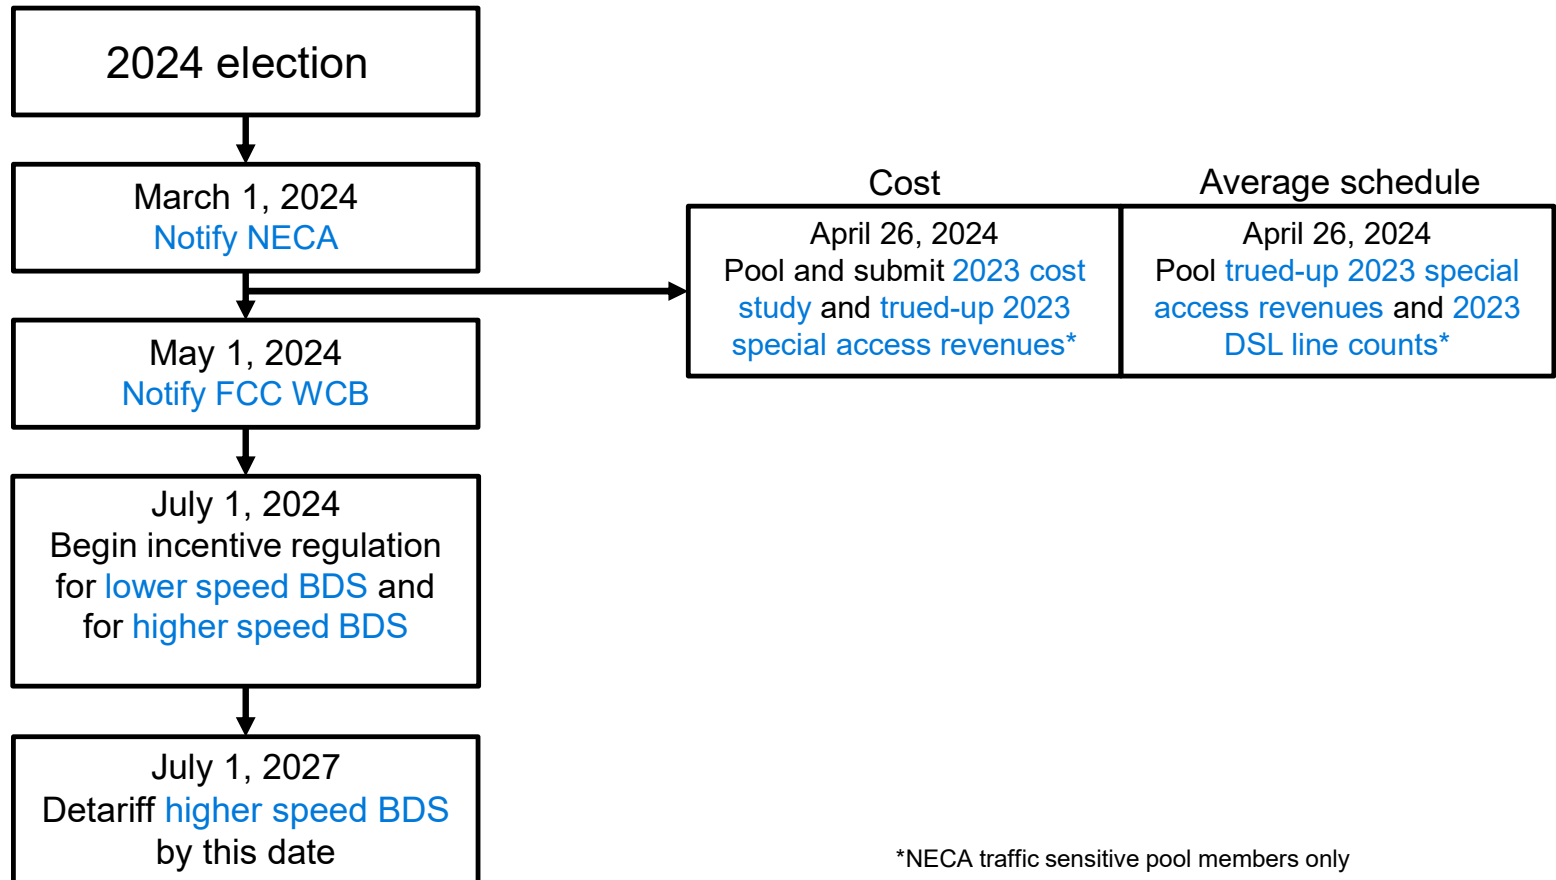 2024 election
March 1, 2024
Notify NECA
Cost
Average schedule
April 26, 2024
Pool and submit 2023 cost
study and trued-up 2023
special access revenues*
April 26, 2024
Pool trued-up 2023 special
access revenues and 2023
DSL line counts*
May 1, 2024
Notify FCC WCB
July 1, 2024
Begin incentive regulation
for lower speed BDS and
for higher speed BDS
July 1, 2027
Detariff higher speed BDS
by this date
*NECA traffic sensitive pool members only